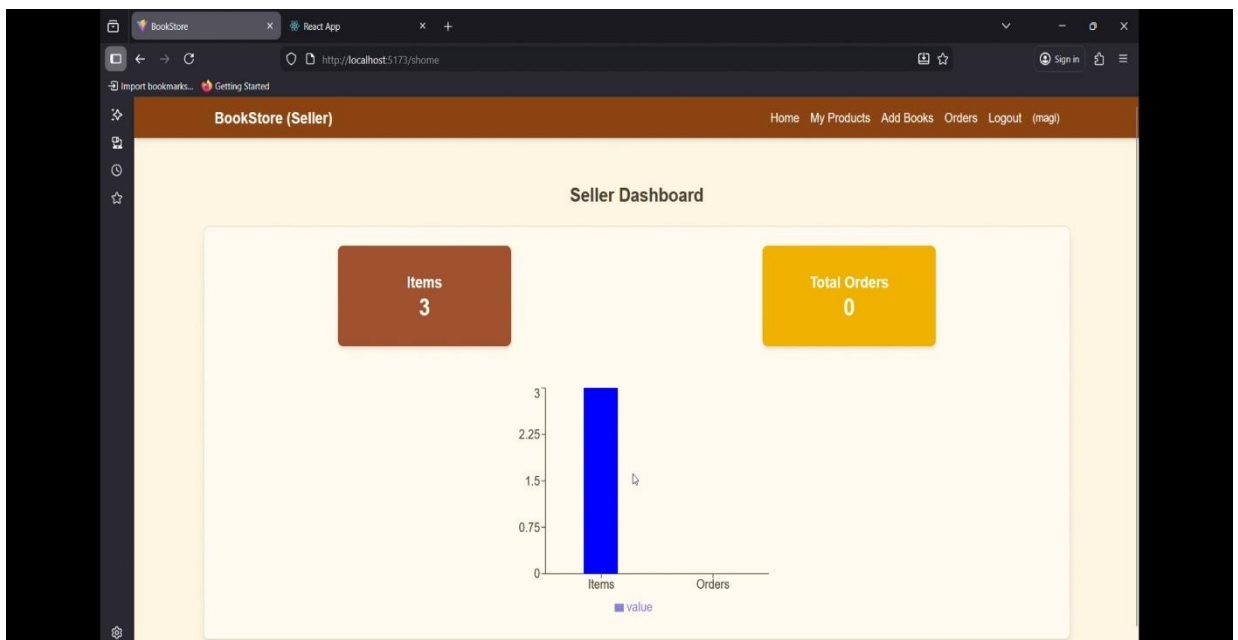 BookStore
React App
http://localhost:5173/shome
Sign in
Import bookmarks...
Getting Started
BookStore (Seller)
Home My Products Add Books Orders Logout (magi)
Seller Dashboard
Items
3
Total Orders
0
3
2.25
1.5
0.75
0
Items Orders
value